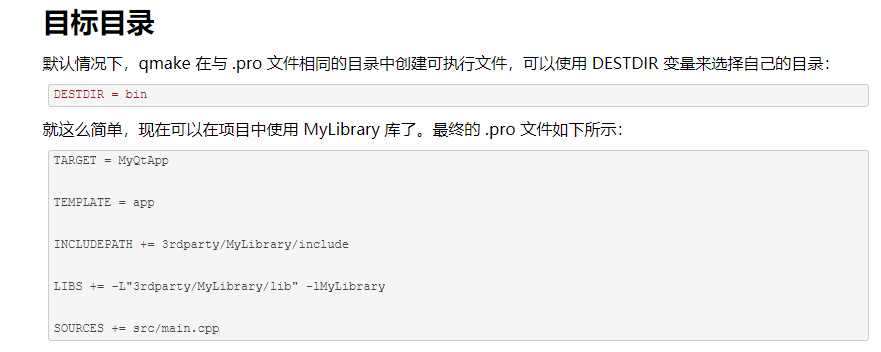 目标目录
默认情况下，qmake 在与 .pro 文件相同的目录中创建可执行文件，可以使用 DESTDIR 变量来选择自己的目录：
DESTDIR = bin
就这么简单，现在可以在项目中使用 MyLibrary 库了。最终的 .pro 文件如下所示：
TARGET = MyQtApp
TEMPLATE = app
INCLUDEPATH += 3rdparty/MyLibrary/include
LIBS += -L"3rdparty/MyLibrary/lib" -lMyLibrary
SOURCES += src/main.cpp